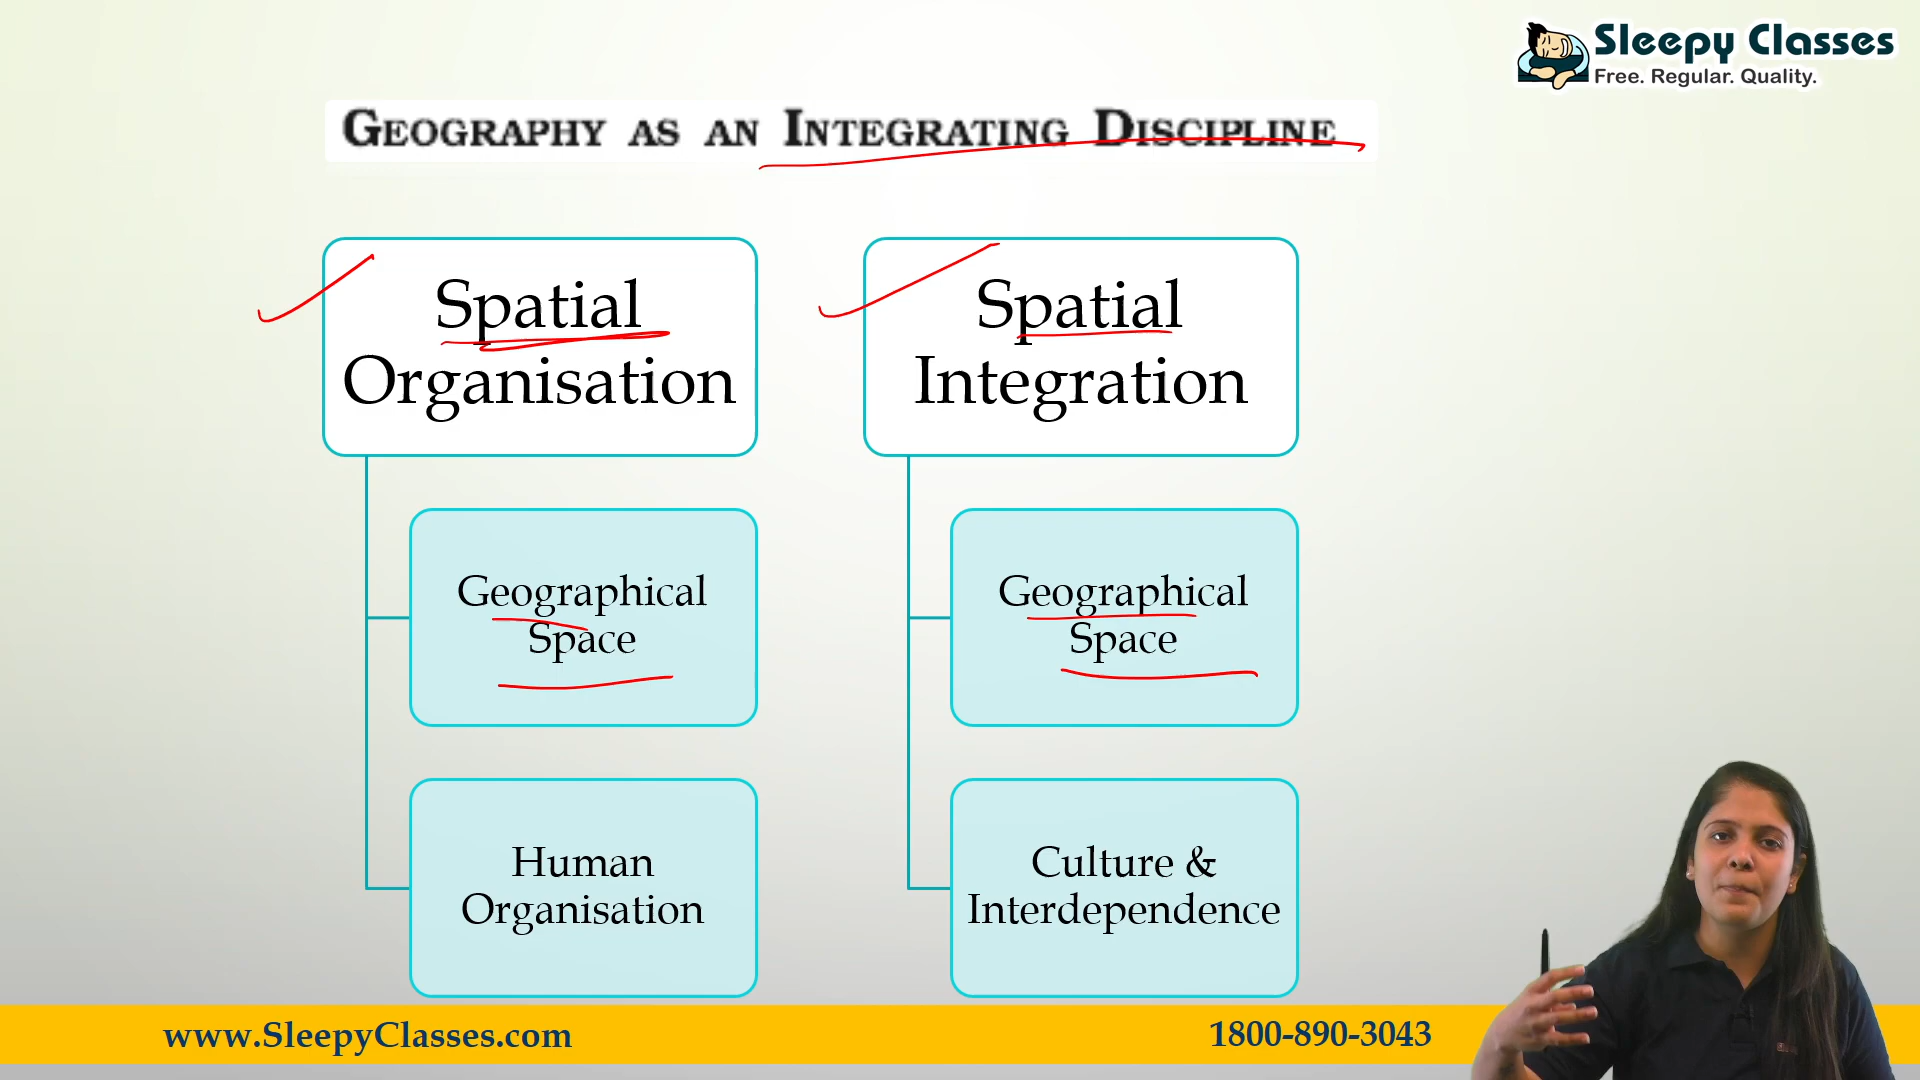 Sleepy Classes
Free. Regular. Quality.
GEOGRAPHY AS AN INTEGRATING DISCIPLINE
Spatial
Organisation
Geographical
Space
Human
Organisation
Spatial
Integration
Geographical
Space
Culture &
Interdependence
www.SleepyClasses.com
1800-890-3043